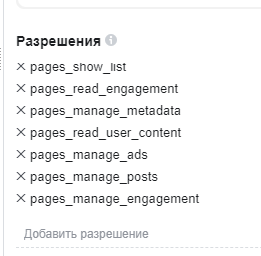 Разрешения
pages_show_list
pages_read_engagement
pages_manage_metadata
pages_read_user_content
pages_manage_ads
pages_manage_posts
pages_manage_engagement
Добавить разрешение